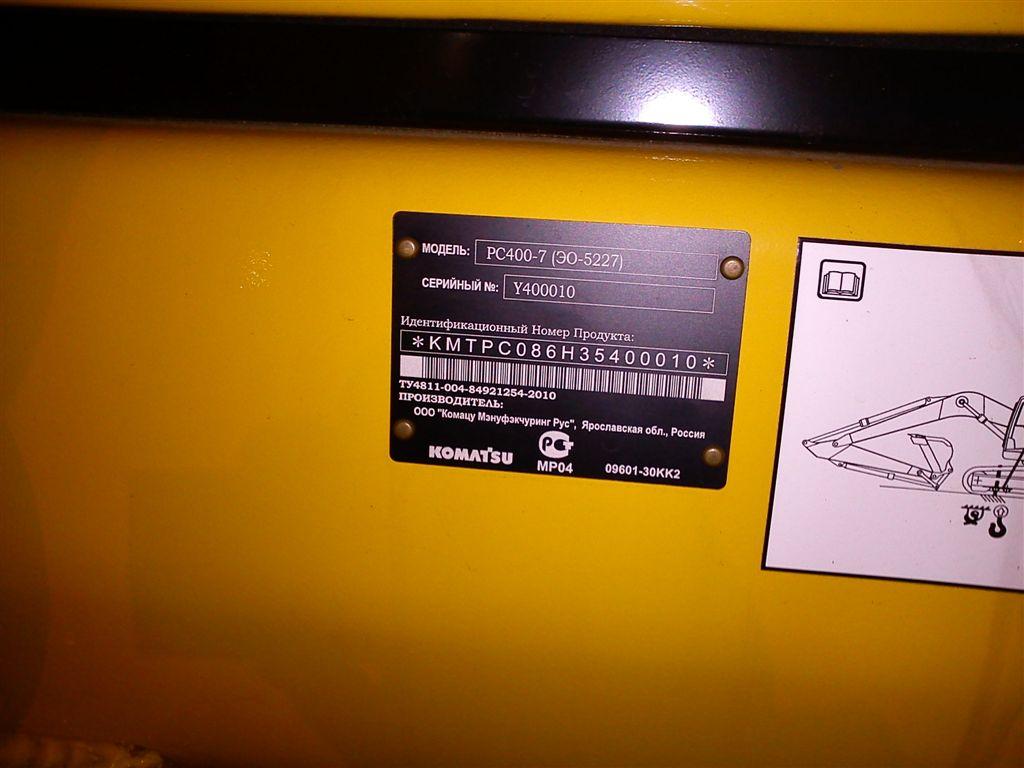 МОДЕЛЬ: PC400-7 (ЭО-5227)
СЕРИЙНЫЙ №: Y400010
Идентификационный Номер Продукта:
*KMTPC086H35400010*
ТУ4811-004-84921254-2010
ПРОИЗВОДИТЕЛЬ:
ООО "Комацу Мэнуфэкчуринг Рус", Ярославская обл., Россия
KOMATSU РСТ МР04 09601-30KK2